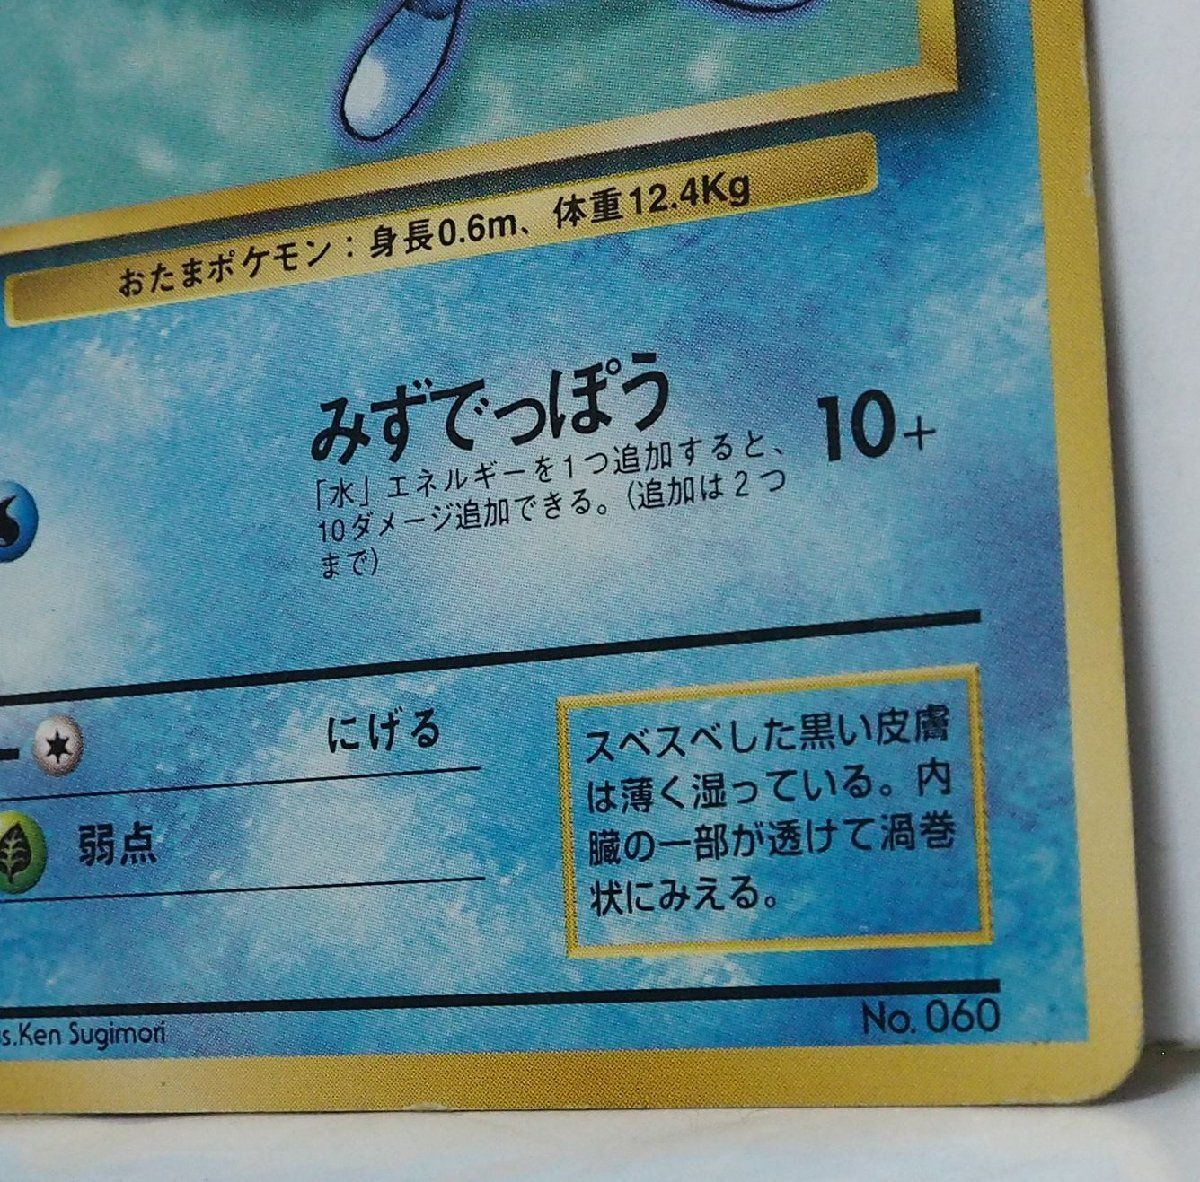 おたまポケモン：身長0.6m、体重12.4Kg
みずでっぽう 10+
「水」エネルギーを1つ追加すると、
10ダメージ追加できる。(追加は2つ
まで)
にげる
弱点
スベスベした黒い皮膚
は薄く湿っている。内
臓の一部が透けて渦巻
状にみえる。
s.Ken Sugimori
No. 060